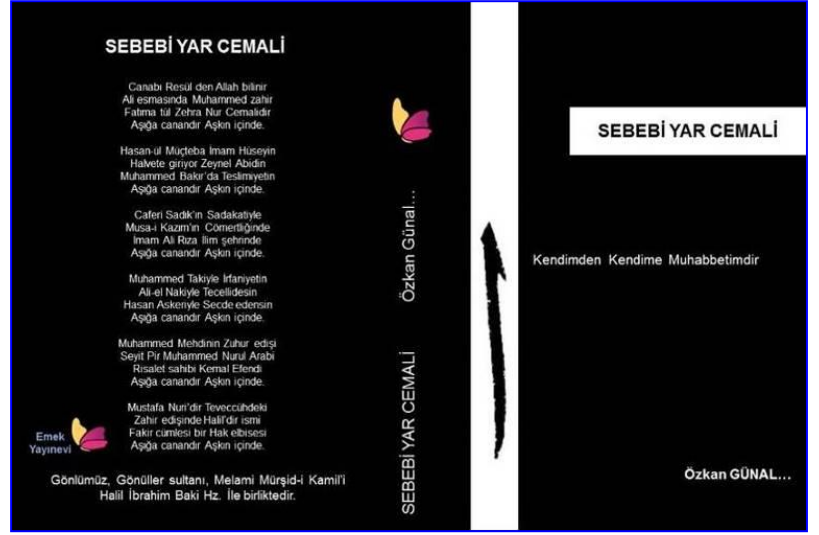 SEBEBİ YAR CEMALİ
Canabı Resül den Allah bilinir
Ali esmasında Muhammed zahir
Fatıma tül Zehra Nur Cemalidir
Aşığa canandır Aşkın içinde.
Hasan-ül Müçteba İmam Hüseyin
Halvete giriyor Zeynel Abidin
Muhammed Bakır'da Teslimiyetin
Aşığa canandır Aşkın içinde.
Caferi Sadık'ın Sadakatiyle
Musa-i Kazım'ın Cömertliğinde
İmam Ali Rıza İlim şehrinde
Aşığa canandır Aşkın içinde.
Muhammed Takiyle İrfaniyetin
Ali-el Nakiyle Tecellidesin
Hasan Askeriyle Secde edensin
Aşığa canandır Aşkın içinde.
Muhammed Mehdinin Zuhur edişi
Seyit Pir Muhammed Nurul Arabi
Risalet sahibi Kemal Efendi
Aşığa canandır Aşkın içinde.
Mustafa Nuri'dir Teveccühdeki
Zahir edişinde Halil'dir ismi
Fakir cümlesi bir Hak elbisesi
Aşığa canandır Aşkın içinde.
Emek
Yayınevi
Gönlümüz, Gönüller sultanı, Melami Mürşid-i Kamil'i
Halil İbrahim Baki Hz. İle birliktedir.
Özkan Günal...
SEBEBİ YAR CEMALİ
SEBEBİ YAR CEMALİ
Kendimden Kendime Muhabbetimdir
Özkan GÜNAL...